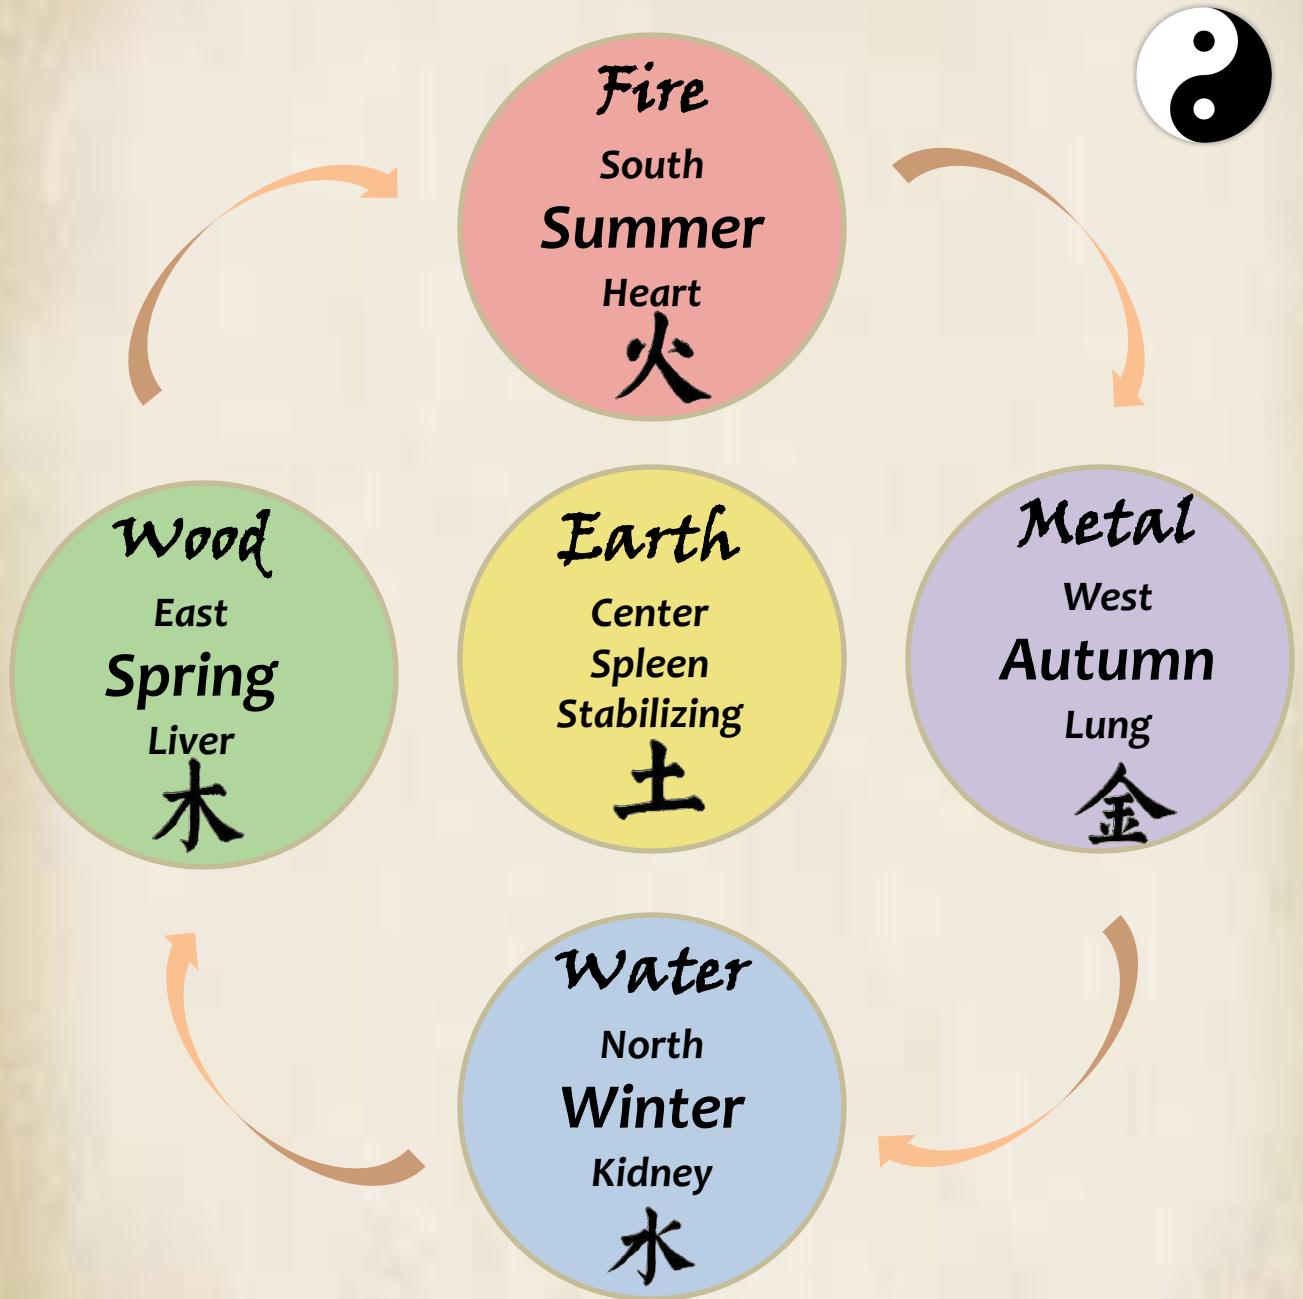 Fire
South
Summer
Heart
火
Wood
East
Spring
Liver
木
Earth
Center
Spleen
Stabilizing
土
Metal
West
Autumn
Lung
金
Water
North
Winter
Kidney
水